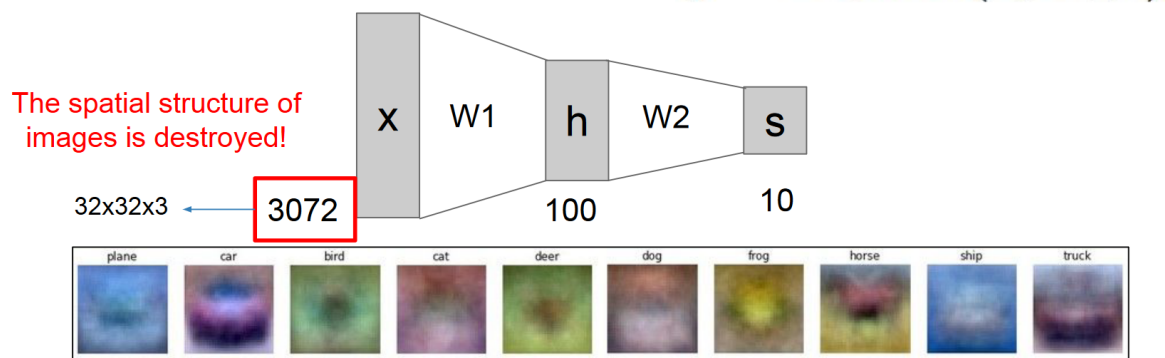 The spatial structure of
images is destroyed!
x
W1
h
W2
s
32x32x3
3072
100
10
plane
car
bird
cat
deer
dog
frog
horse
ship
truck